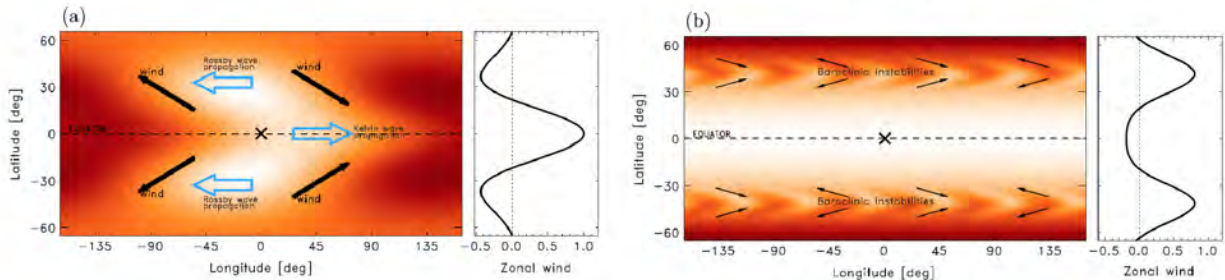 (a)
60
30
0
−30
−60
Latitude [deg]
wind
Rossby wave
propagation
wind
EQUATOR
Kelvin wave
propagation
wind
Rossby wave
propagation
wind
−135 −90 −45 0 45 90 135
Longitude [deg]
−0.5 0.0 0.5 1.0
Zonal wind
(b)
60
30
0
−30
−60
Latitude [deg]
Baroclinic Instabilities
EQUATOR
Baroclinic Instabilities
−135 −90 −45 0 45 90 135
Longitude [deg]
−0.5 0.0 0.5 1.0
Zonal wind